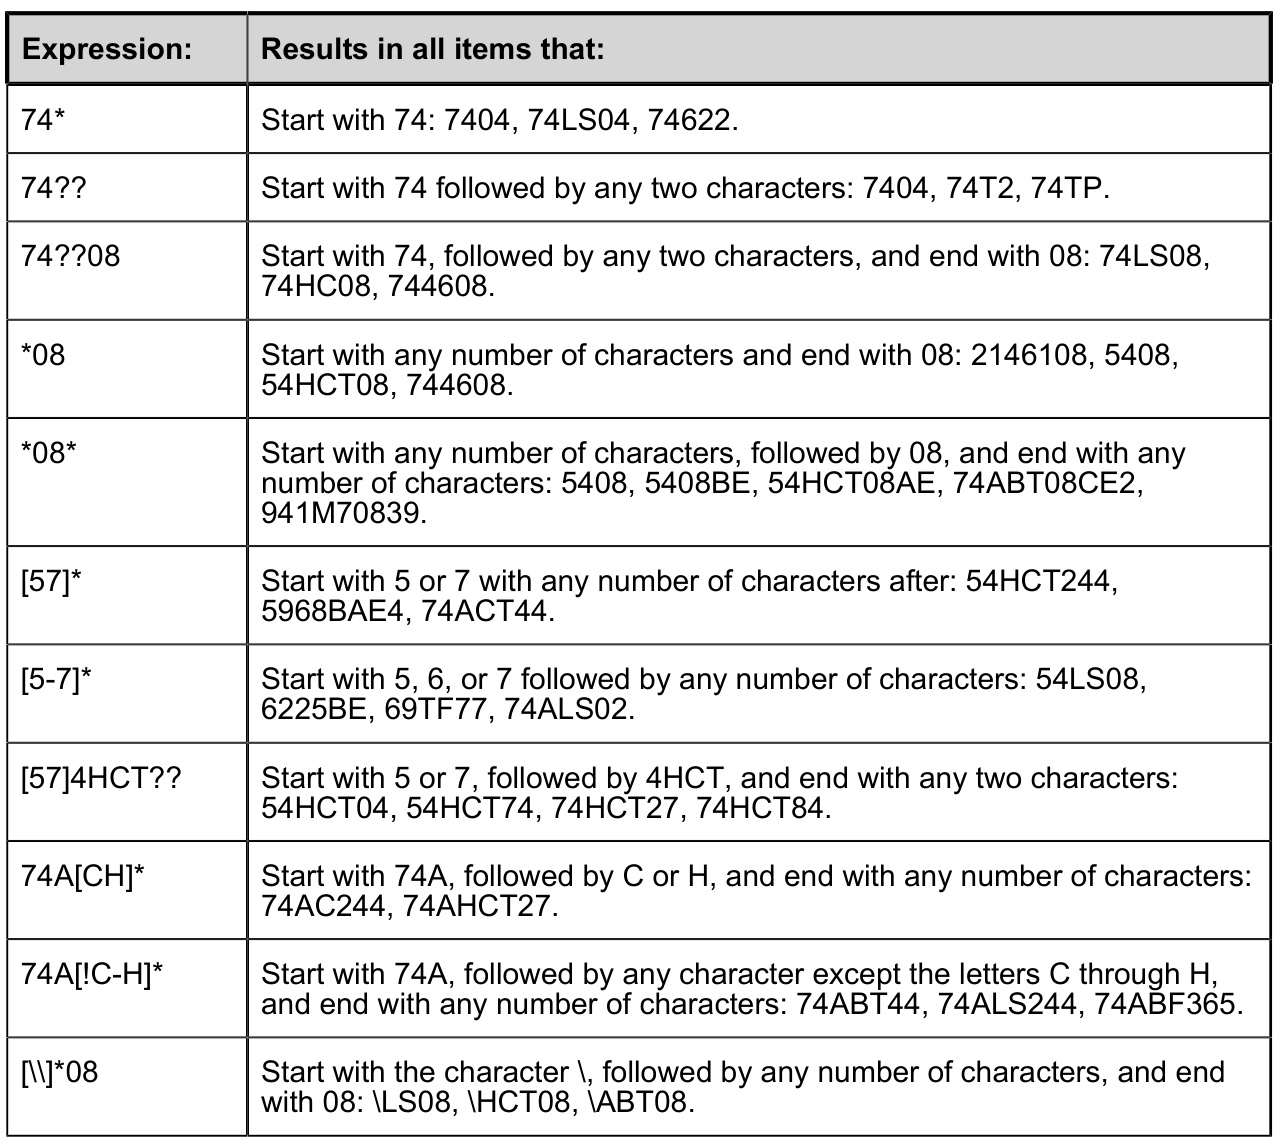 Expression: Results in all items that:
74* Start with 74: 7404, 74LS04, 74622.
74?? Start with 74 followed by any two characters: 7404, 74T2, 74TP.
74??08 Start with 74, followed by any two characters, and end with 08: 74LS08,
74HC08, 744608.
*08 Start with any number of characters and end with 08: 2146108, 5408,
54HCT08, 744608.
*08* Start with any number of characters, followed by 08, and end with any
number of characters: 5408, 5408BE, 54HCT08AE, 74ABT08CE2,
941M70839.
[57]* Start with 5 or 7 with any number of characters after: 54HCT244,
5968BAE4, 74ACT44.
[5-7]* Start with 5, 6, or 7 followed by any number of characters: 54LS08,
6225BE, 69TF77, 74ALS02.
[57]4HCT?? Start with 5 or 7, followed by 4HCT, and end with any two characters:
54HCT04, 54HCT74, 74HCT27, 74HCT84.
74A[CH]* Start with 74A, followed by C or H, and end with any number of characters:
74AC244, 74AHCT27.
74A[!C-H]* Start with 74A, followed by any character except the letters C through H,
and end with any number of characters: 74ABT44, 74ALS244, 74ABF365.
[\\]*08 Start with the character \, followed by any number of characters, and end
with 08: \LS08, \HCT08, \ABT08.